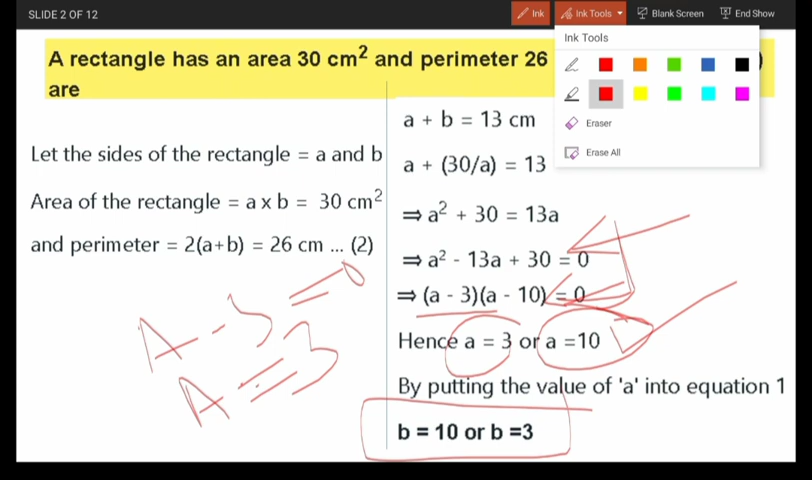 SLIDE 2 OF 12
Ink
Ink Tools
Blank Screen
End Show
Ink Tools
Eraser
Erase All
A rectangle has an area 30 cm² and perimeter 26
)
are
Let the sides of the rectangle = a and b
Area of the rectangle = a x b = 30 cm²
and perimeter = 2(a+b) = 26 cm ... (2)
A - 3 = 0
A = 3
a + b = 13 cm
a + (30/a) = 13
⇒ a² + 30 = 13a
⇒ a² - 13a + 30 = 0
⇒ (a - 3)(a - 10) = 0
Hence a = 3 or a =10
By putting the value of 'a' into equation 1
b = 10 or b =3